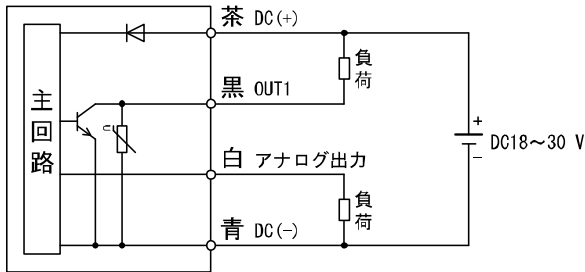 茶 DC(+)
負荷
黒 OUT1
主回路
U
+
DC18～30 V
−
白 アナログ出力
負荷
青 DC(−)